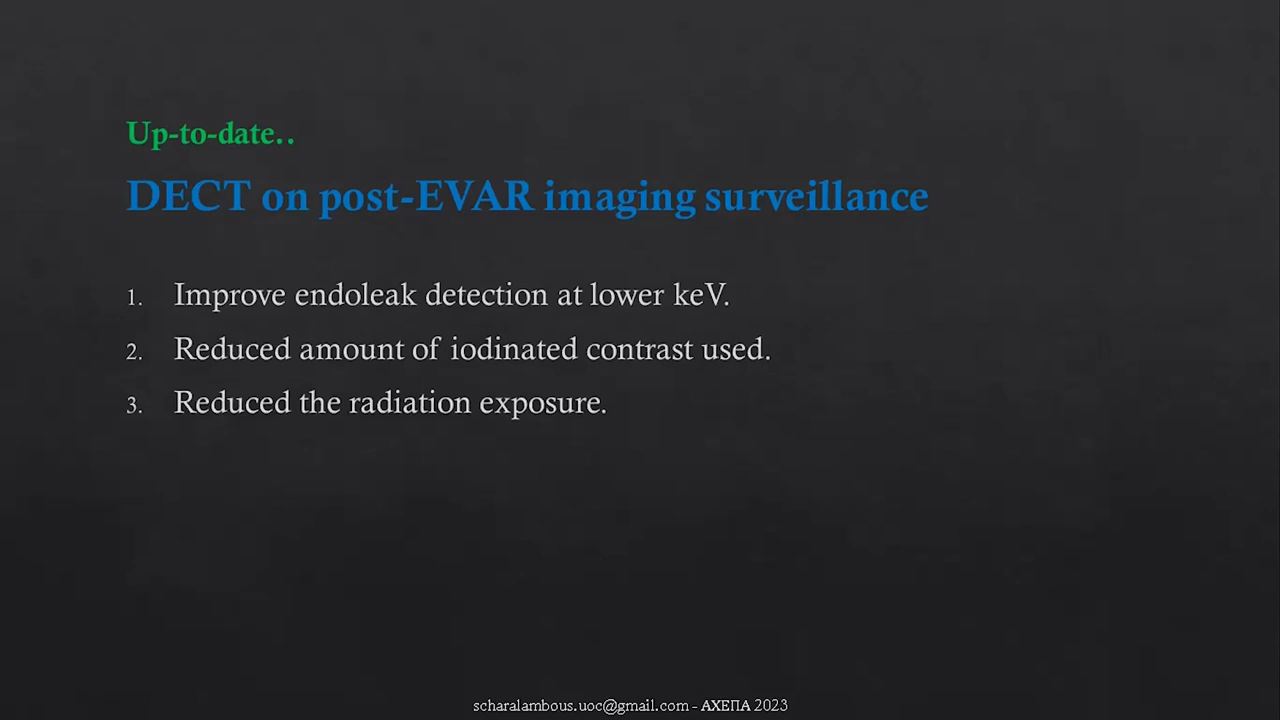 Up-to-date..
DECT on post-EVAR imaging surveillance
1. Improve endoleak detection at lower keV.
2. Reduced amount of iodinated contrast used.
3. Reduced the radiation exposure.
scharalambous.uoc@gmail.com - ΑΧΕΠΑ 2023